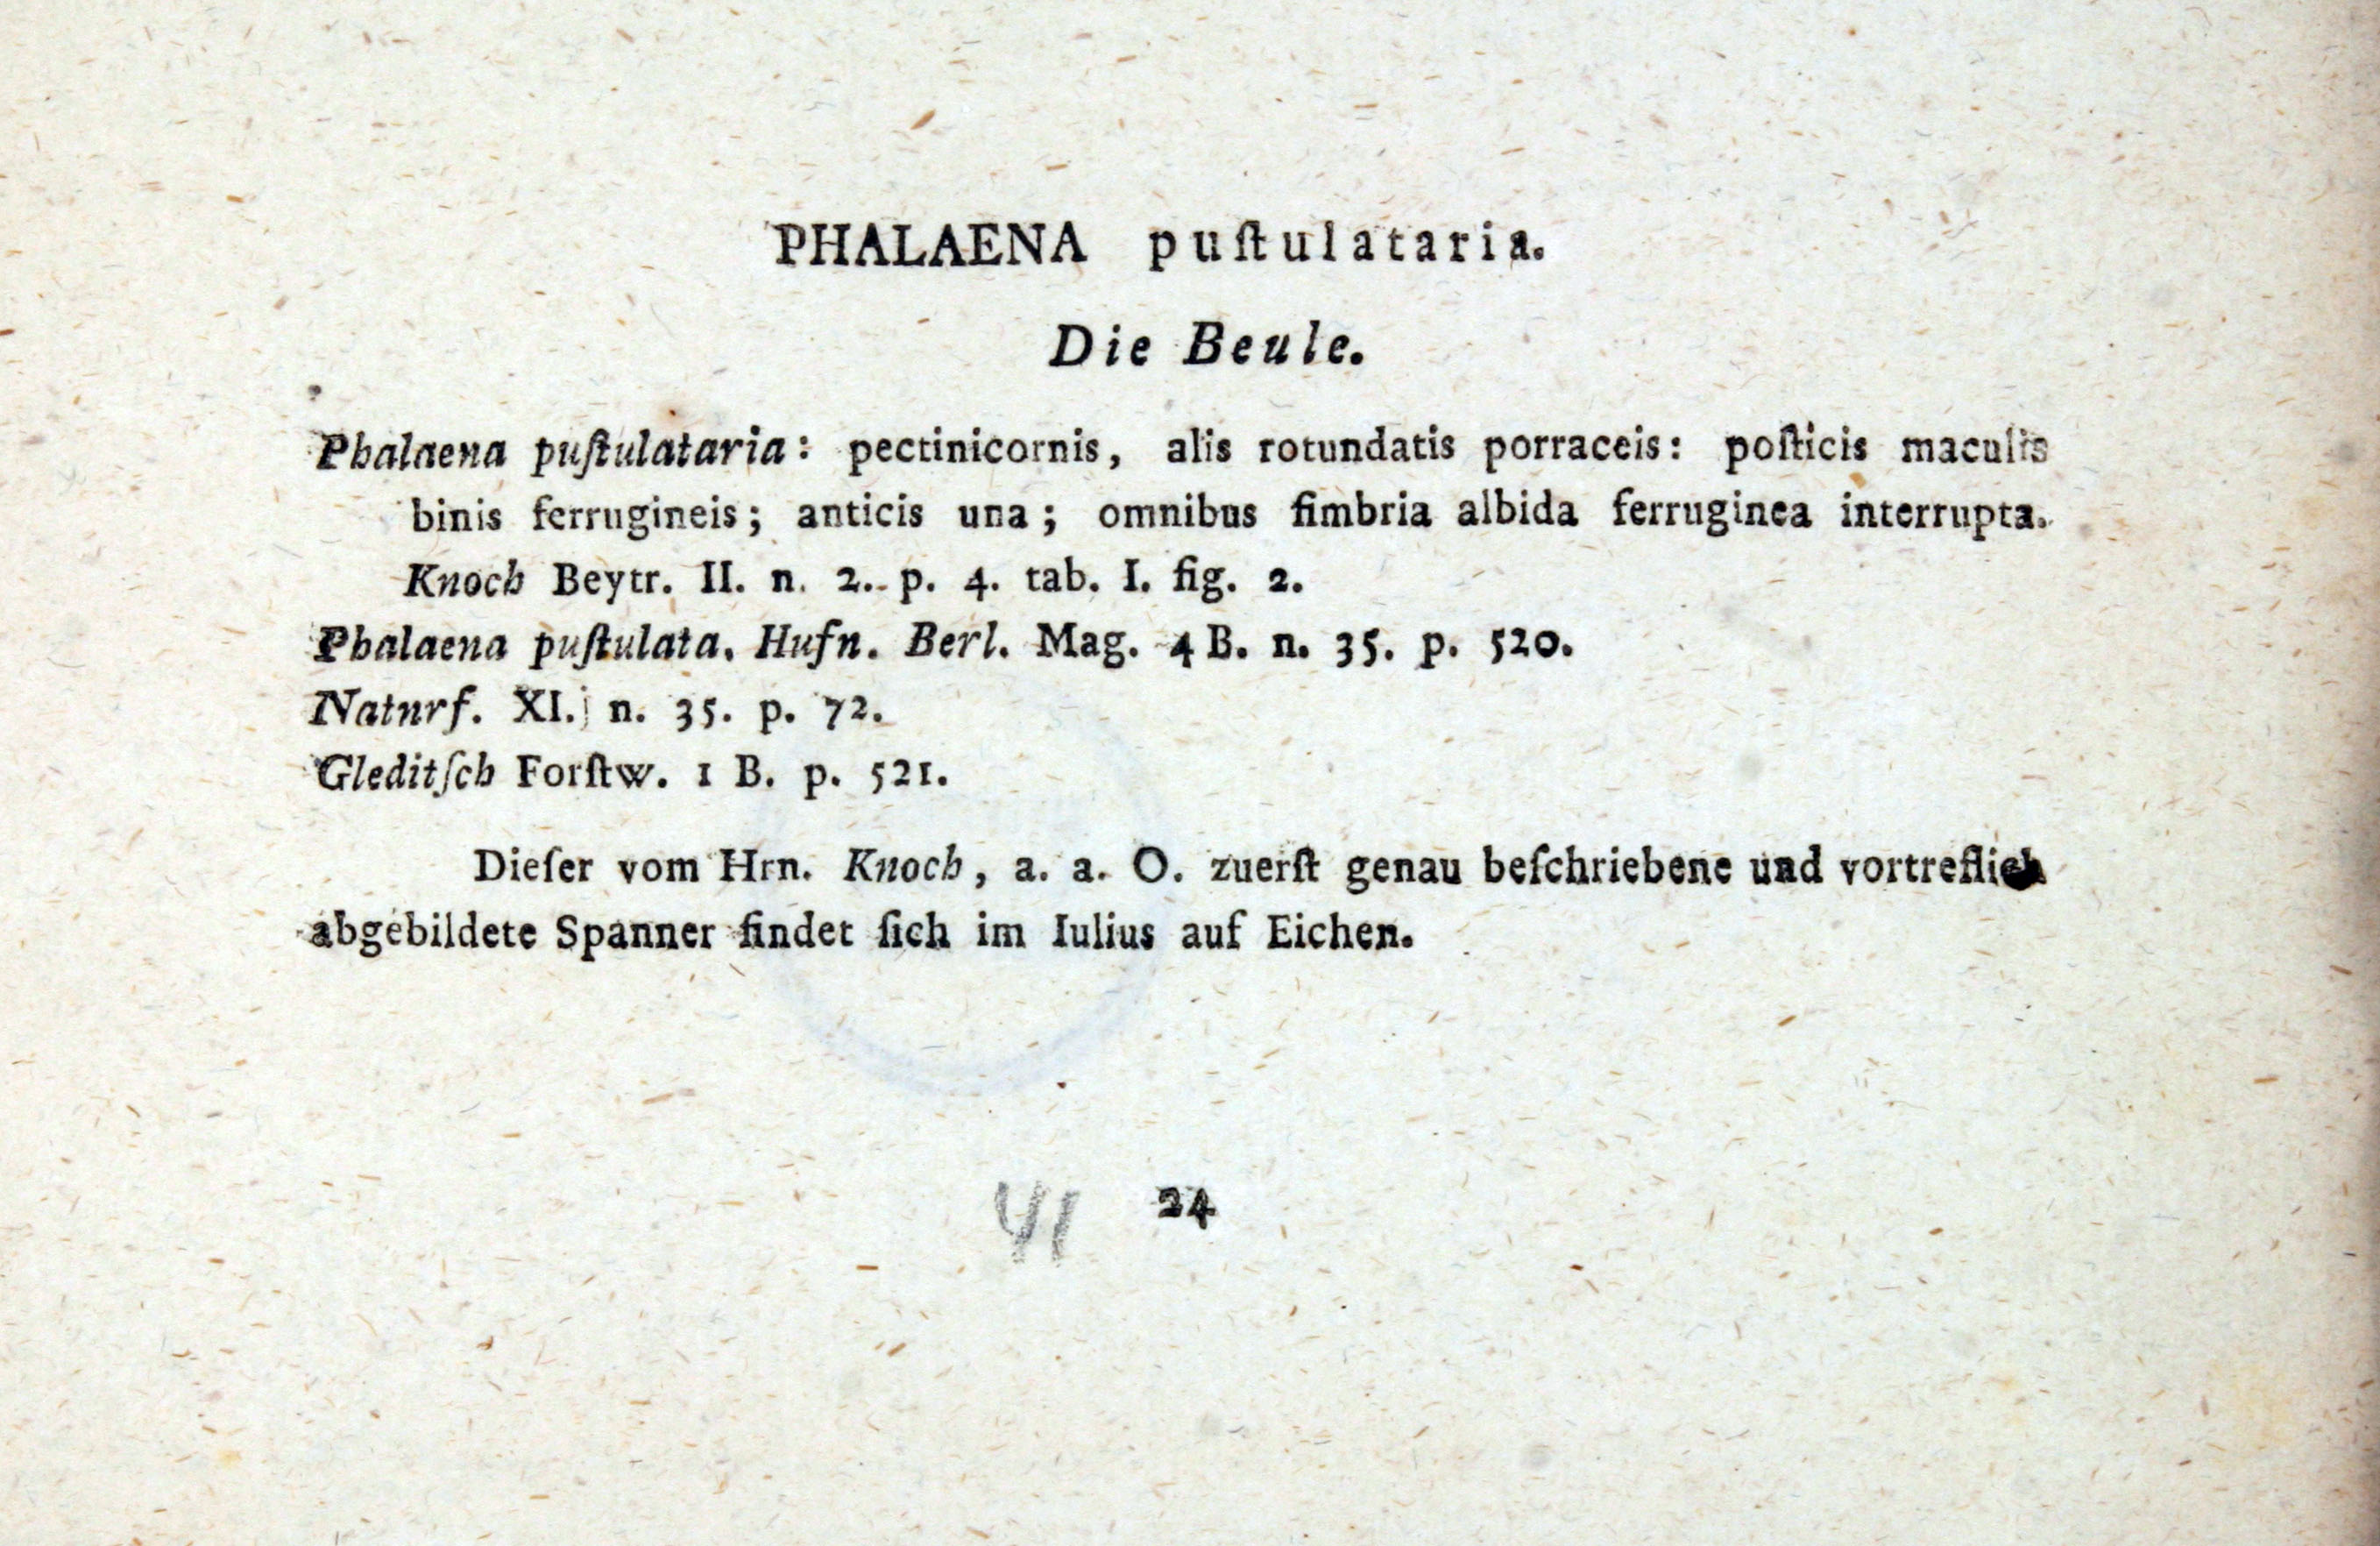 PHALAENA puſtulataria.
Die Beule.
Phalaena puſtulataria: pectinicornis, alis rotundatis porraceis: poſticis maculis
binis ferrugineis; anticis una; omnibus fimbria albida ferruginea interrupta.
Knoch Beytr. II. n. 2. p. 4. tab. I. fig. 2.
Phalaena puſtulata. Hufn. Berl. Mag. 4 B. n. 35. p. 520.
Naturf. XI. n. 35. p. 72.
Gleditſch Forſtw. 1 B. p. 521.
Dieſer vom Hrn. Knoch, a. a. O. zuerſt genau beſchriebene und vortreflich
abgebildete Spanner findet ſich im Iulius auf Eichen.
41 24